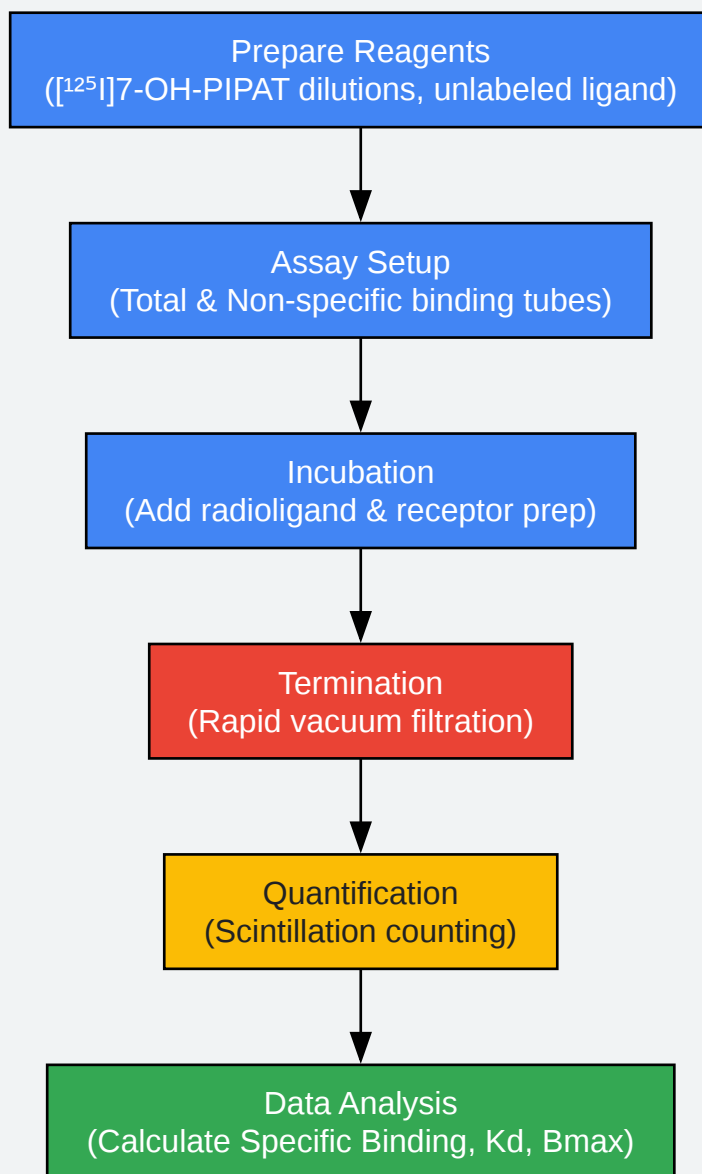 Prepare Reagents
([¹²⁵I]7-OH-PIPAT dilutions, unlabeled ligand)
Assay Setup
(Total & Non-specific binding tubes)
Incubation
(Add radioligand & receptor prep)
Termination
(Rapid vacuum filtration)
Quantification
(Scintillation counting)
Data Analysis
(Calculate Specific Binding, Kd, Bmax)